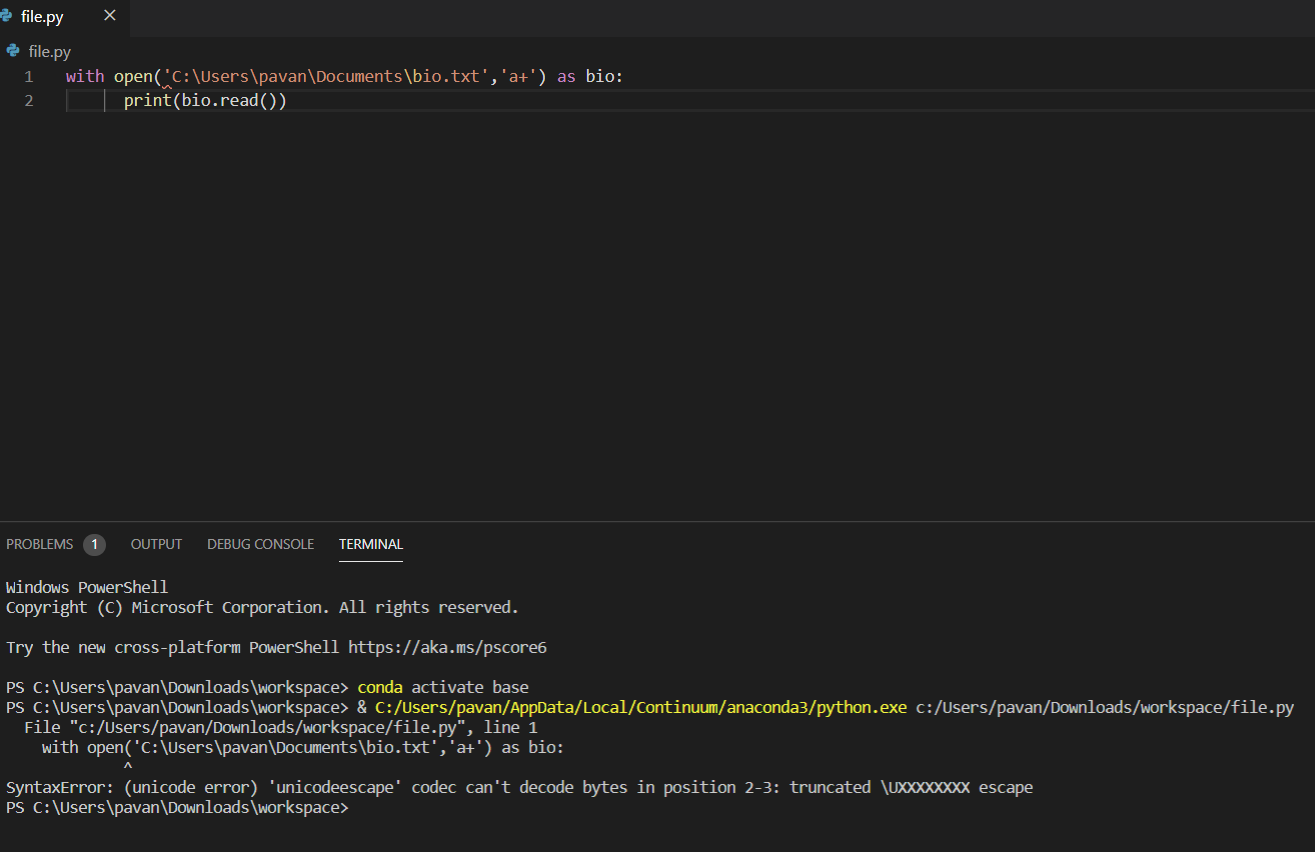 file.py
file.py
1 with open('C:\Users\pavan\Documents\bio.txt','a+') as bio:
2 print(bio.read())
PROBLEMS 1 OUTPUT DEBUG CONSOLE TERMINAL
Windows PowerShell
Copyright (C) Microsoft Corporation. All rights reserved.
Try the new cross-platform PowerShell https://aka.ms/pscore6
PS C:\Users\pavan\Downloads\workspace> conda activate base
PS C:\Users\pavan\Downloads\workspace> & C:/Users/pavan/AppData/Local/Continuum/anaconda3/python.exe c:/Users/pavan/Downloads/workspace/file.py
File "c:/Users/pavan/Downloads/workspace/file.py", line 1
with open('C:\Users\pavan\Documents\bio.txt','a+') as bio:
^
SyntaxError: (unicode error) 'unicodeescape' codec can't decode bytes in position 2-3: truncated \UXXXXXXXX escape
PS C:\Users\pavan\Downloads\workspace>